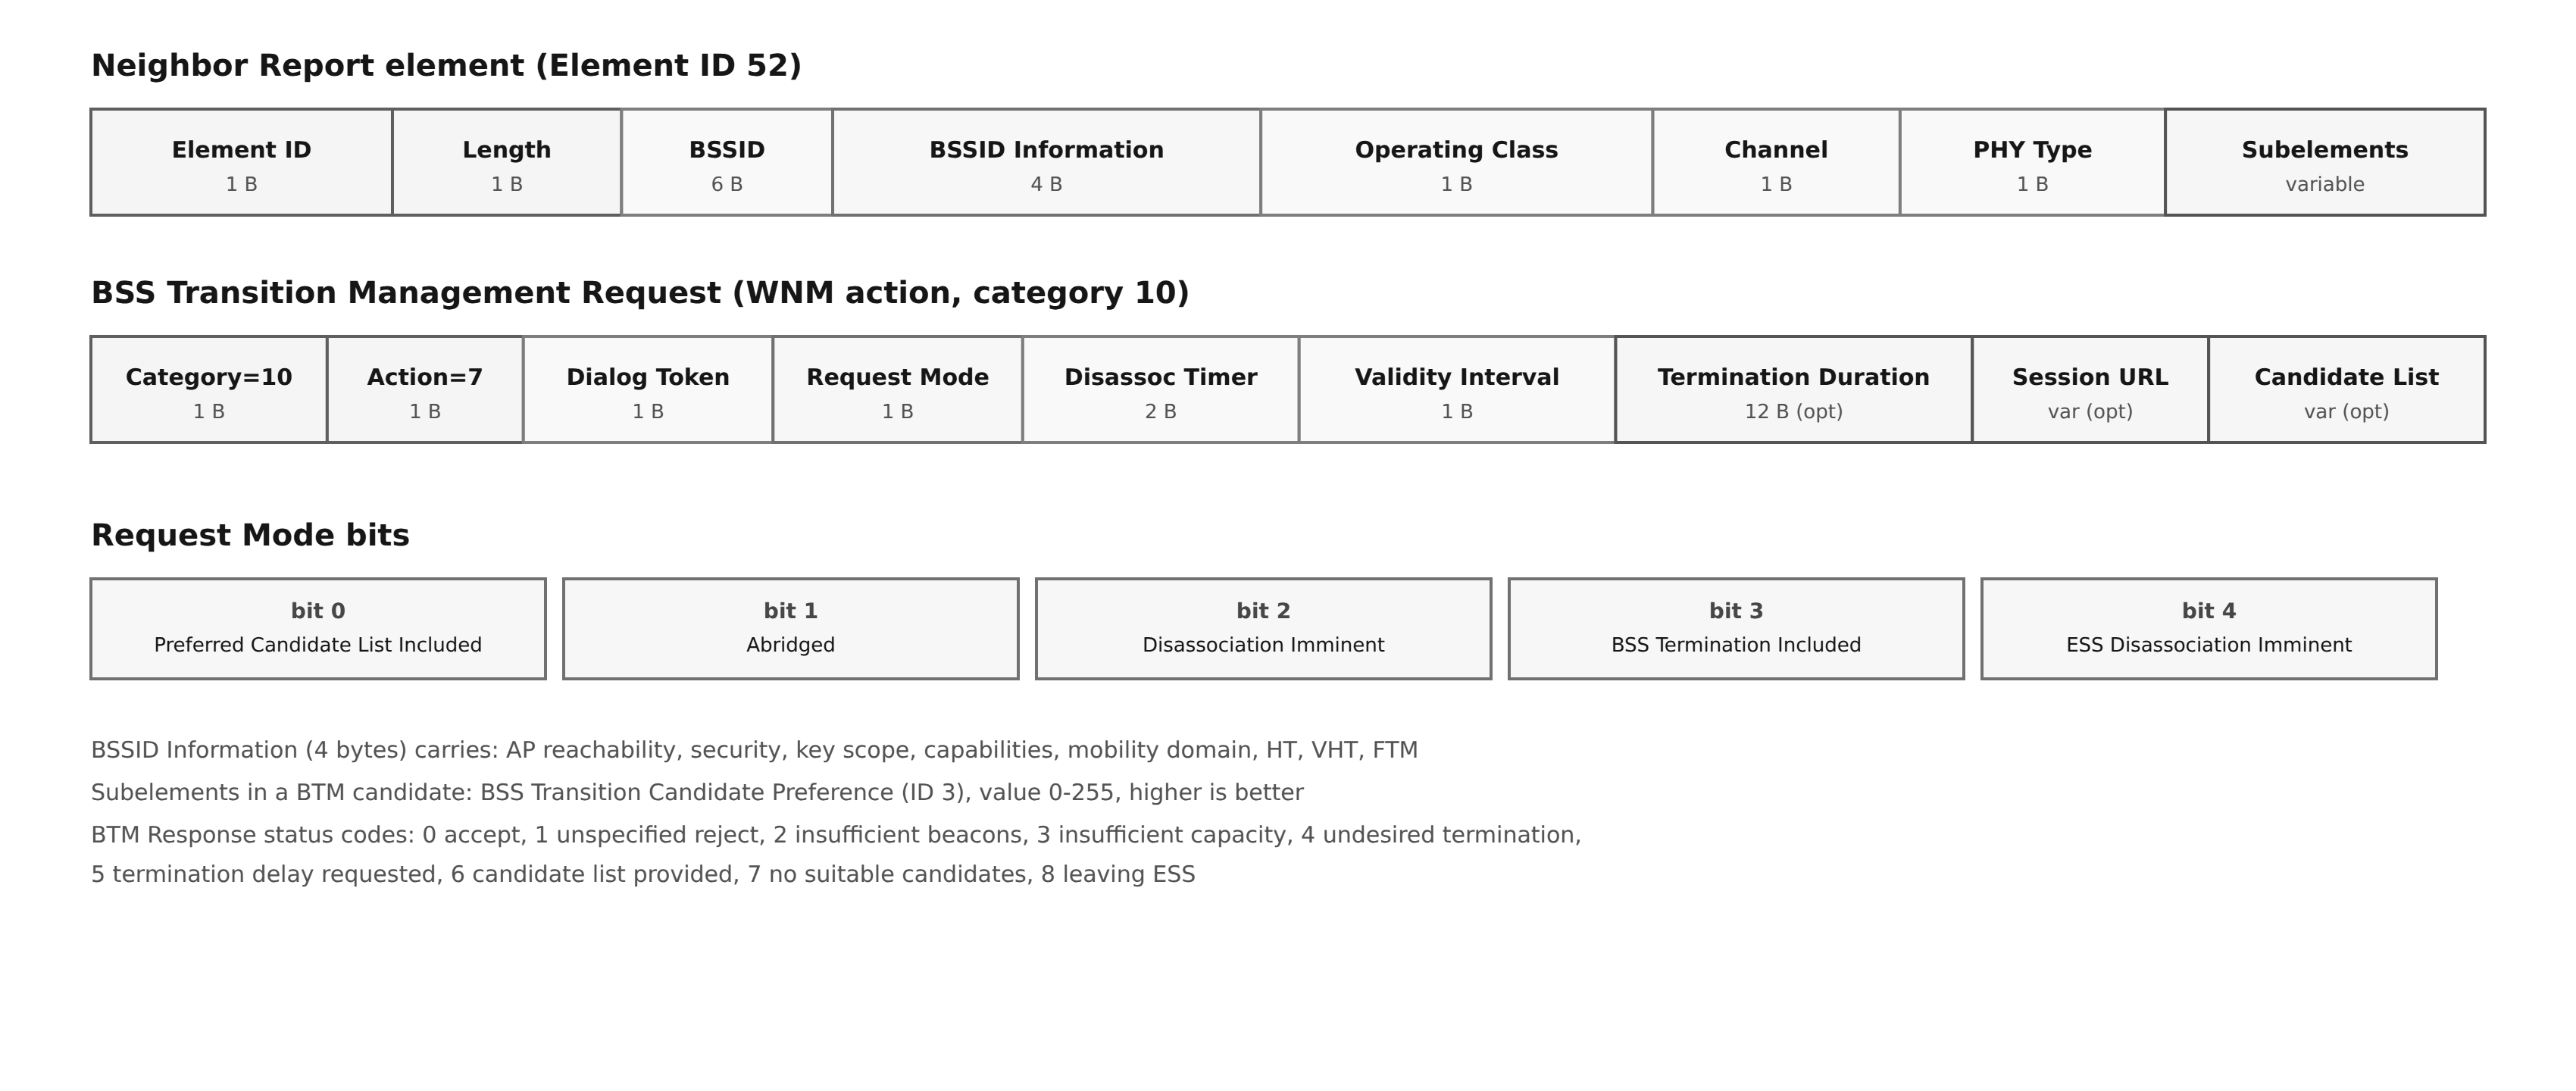 Neighbor Report element (Element ID 52)
Element ID Length BSSID BSSID Information Operating Class Channel PHY Type Subelements
1 B 1 B 6 B 4 B 1 B 1 B 1 B variable
BSS Transition Management Request (WNM action, category 10)
Category=10 Action=7 Dialog Token Request Mode Disassoc Timer Validity Interval Termination Duration Session URL Candidate List
1 B 1 B 1 B 1 B 2 B 1 B 12 B (opt) var (opt) var (opt)
Request Mode bits
bit 0 bit 1 bit 2 bit 3 bit 4
Preferred Candidate List Included Abridged Disassociation Imminent BSS Termination Included ESS Disassociation Imminent
BSSID Information (4 bytes) carries: AP reachability, security, key scope, capabilities, mobility domain, HT, VHT, FTM
Subelements in a BTM candidate: BSS Transition Candidate Preference (ID 3), value 0-255, higher is better
BTM Response status codes: 0 accept, 1 unspecified reject, 2 insufficient beacons, 3 insufficient capacity, 4 undesired termination,
5 termination delay requested, 6 candidate list provided, 7 no suitable candidates, 8 leaving ESS